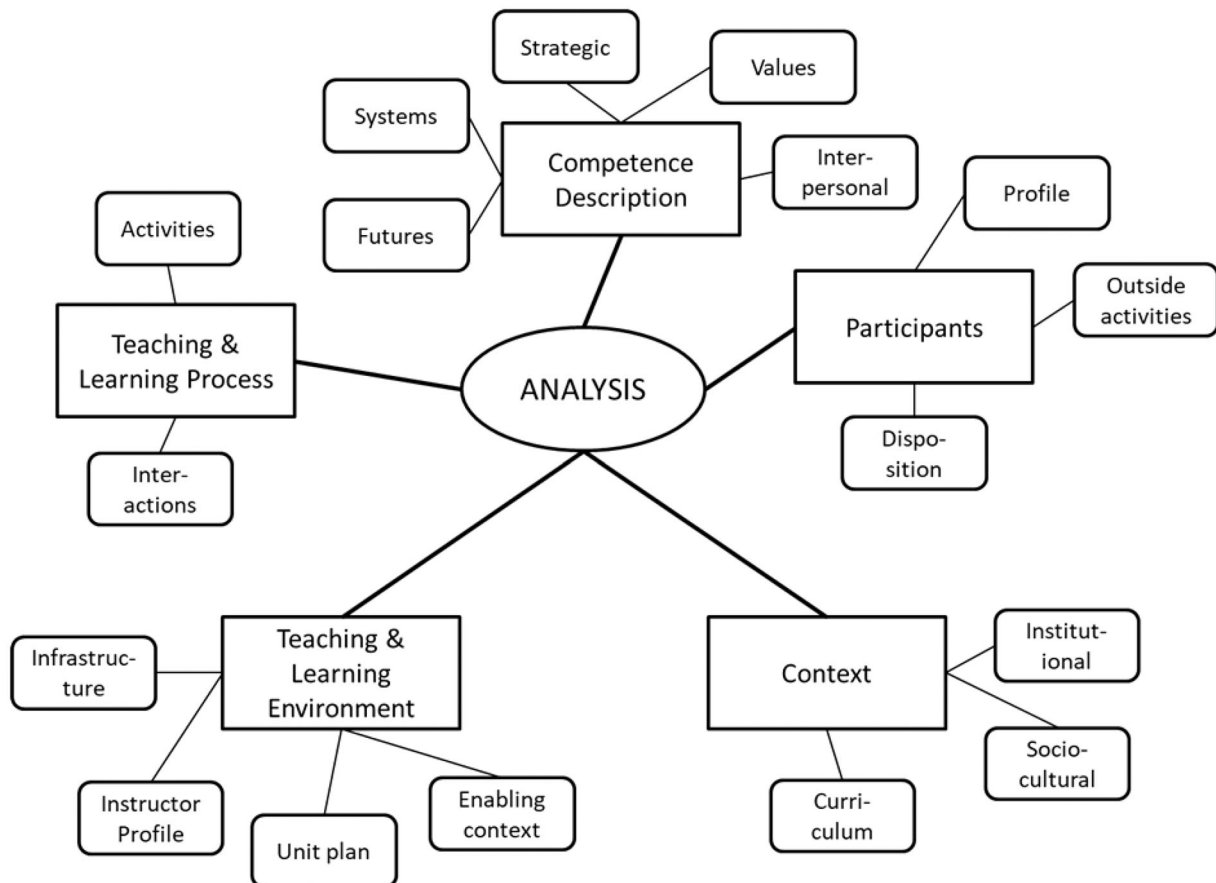 Strategic
Values
Systems
Competence
Description
Inter-
personal
Profile
Activities
Futures
Outside
activities
Teaching &
Learning Process
Participants
ANALYSIS
Dispo-
sition
Inter-
actions
Teaching &
Learning
Environment
Infrastruc-
ture
Context
Institut-
ional
Socio-
cultural
Instructor
Profile
Unit plan
Enabling
context
Curri-
culum